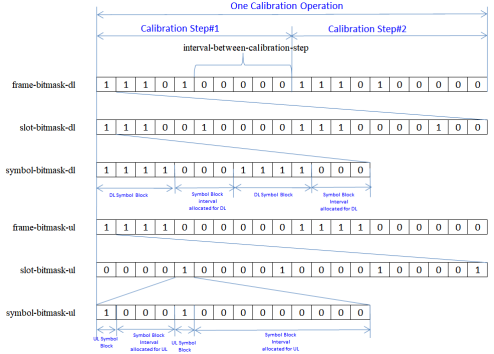 One Calibration Operation
Calibration Step#1 Calibration Step#2
interval-between-calibration-step
frame-bitmask-dl 1 1 1 0 1 0 0 0 0 0 1 1 1 0 1 0 0 0 0 0
slot-bitmask-dl 1 1 1 0 0 1 0 0 0 0 1 1 1 0 0 0 0 1 0 0
symbol-bitmask-dl 1 1 1 1 0 0 0 1 1 1 1 0 0 0
DL Symbol Block
Symbol Block
Interval
allocated for DL
DL Symbol Block
Symbol Block
Interval
allocated for DL
frame-bitmask-ul 1 1 1 1 0 0 0 0 0 0 1 1 1 1 0 0 0 0 0 0
slot-bitmask-ul 0 0 0 0 1 0 0 0 0 1 0 0 0 0 1 0 0 0 0 1
symbol-bitmask-ul 1 0 0 0 1 0 0 0 0 0 0 0 0 0
UL Symbol
Block
Symbol Block
Interval
allocated for UL
UL Symbol
Block
Symbol Block
Interval
allocated for UL